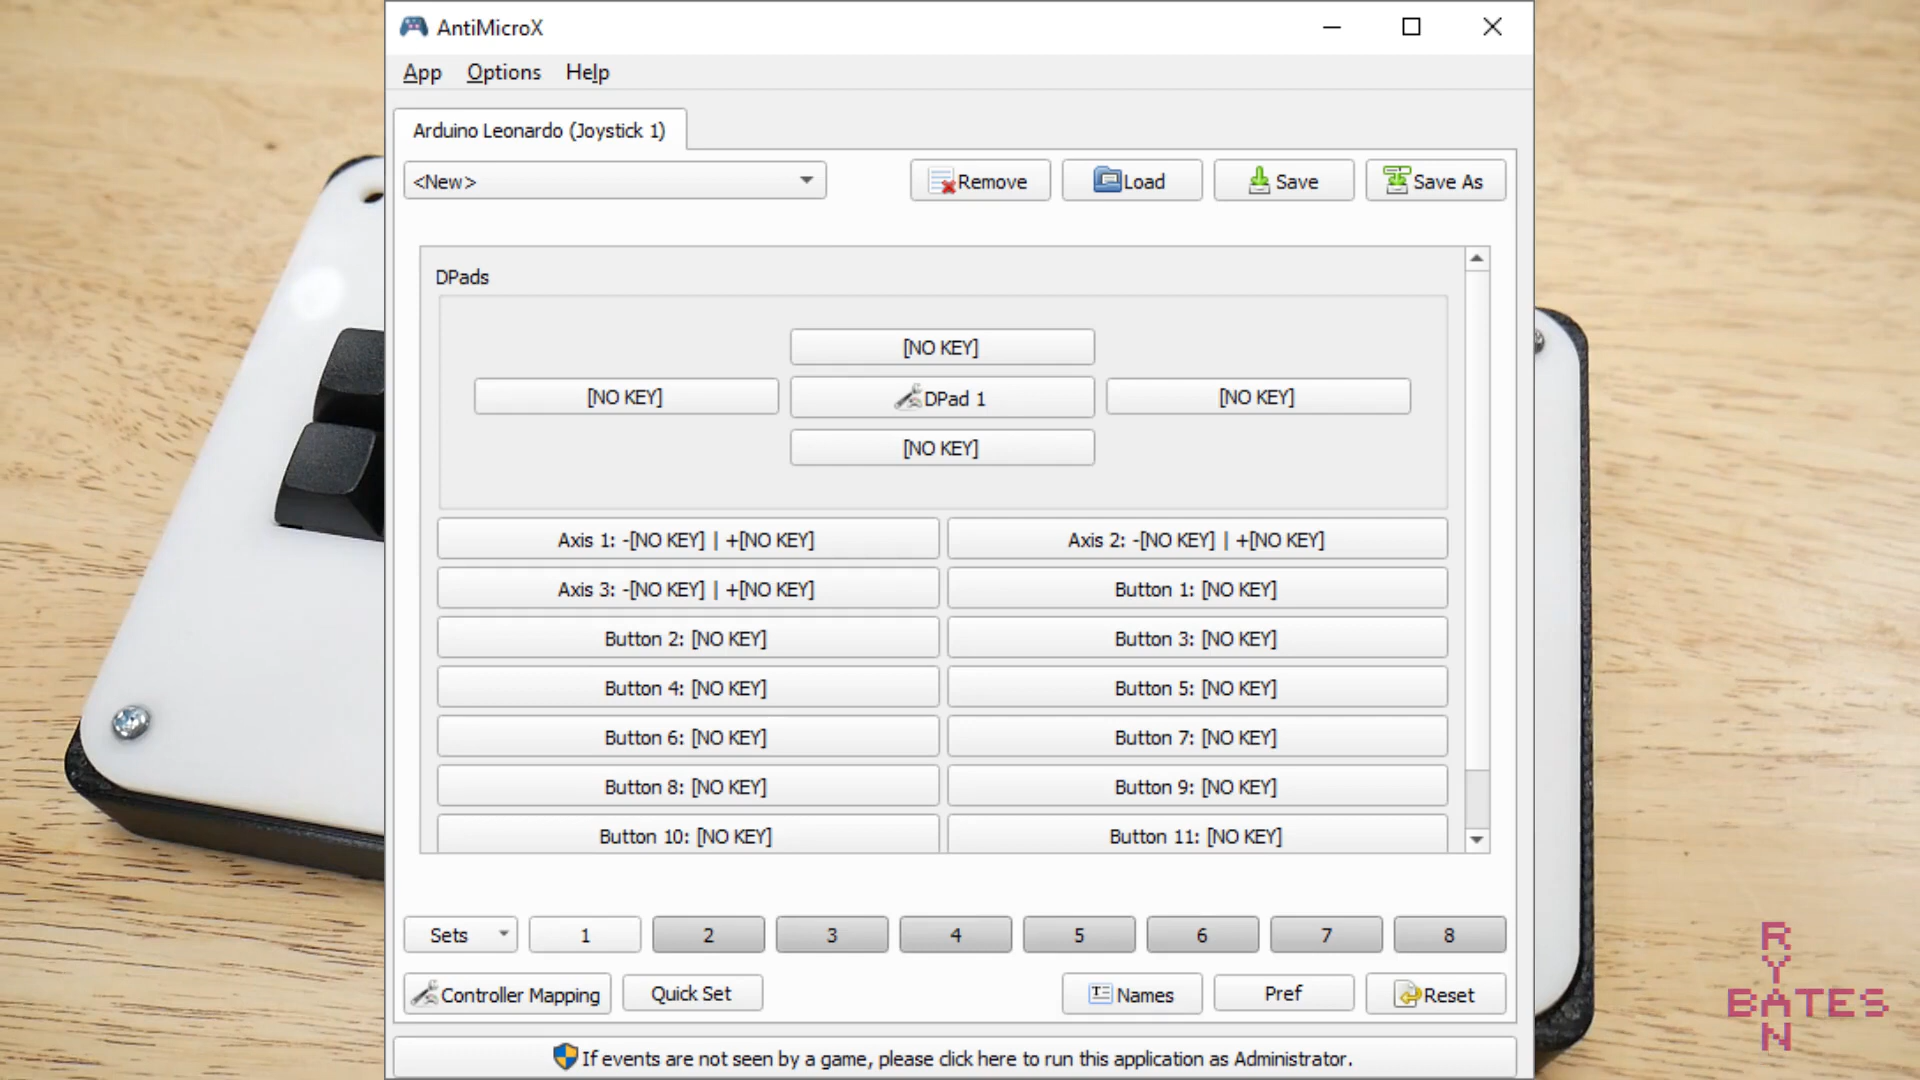 AntiMicroX
App Options Help
Arduino Leonardo (Joystick 1)
<New> Remove Load Save Save As
DPads
[NO KEY]
[NO KEY] DPad 1 [NO KEY]
[NO KEY]
Axis 1: -[NO KEY] | +[NO KEY] Axis 2: -[NO KEY] | +[NO KEY]
Axis 3: -[NO KEY] | +[NO KEY] Button 1: [NO KEY]
Button 2: [NO KEY] Button 3: [NO KEY]
Button 4: [NO KEY] Button 5: [NO KEY]
Button 6: [NO KEY] Button 7: [NO KEY]
Button 8: [NO KEY] Button 9: [NO KEY]
Button 10: [NO KEY] Button 11: [NO KEY]
Sets 1 2 3 4 5 6 7 8
Controller Mapping Quick Set Names Pref Reset
If events are not seen by a game, please click here to run this application as Administrator.
RYAN
BATES